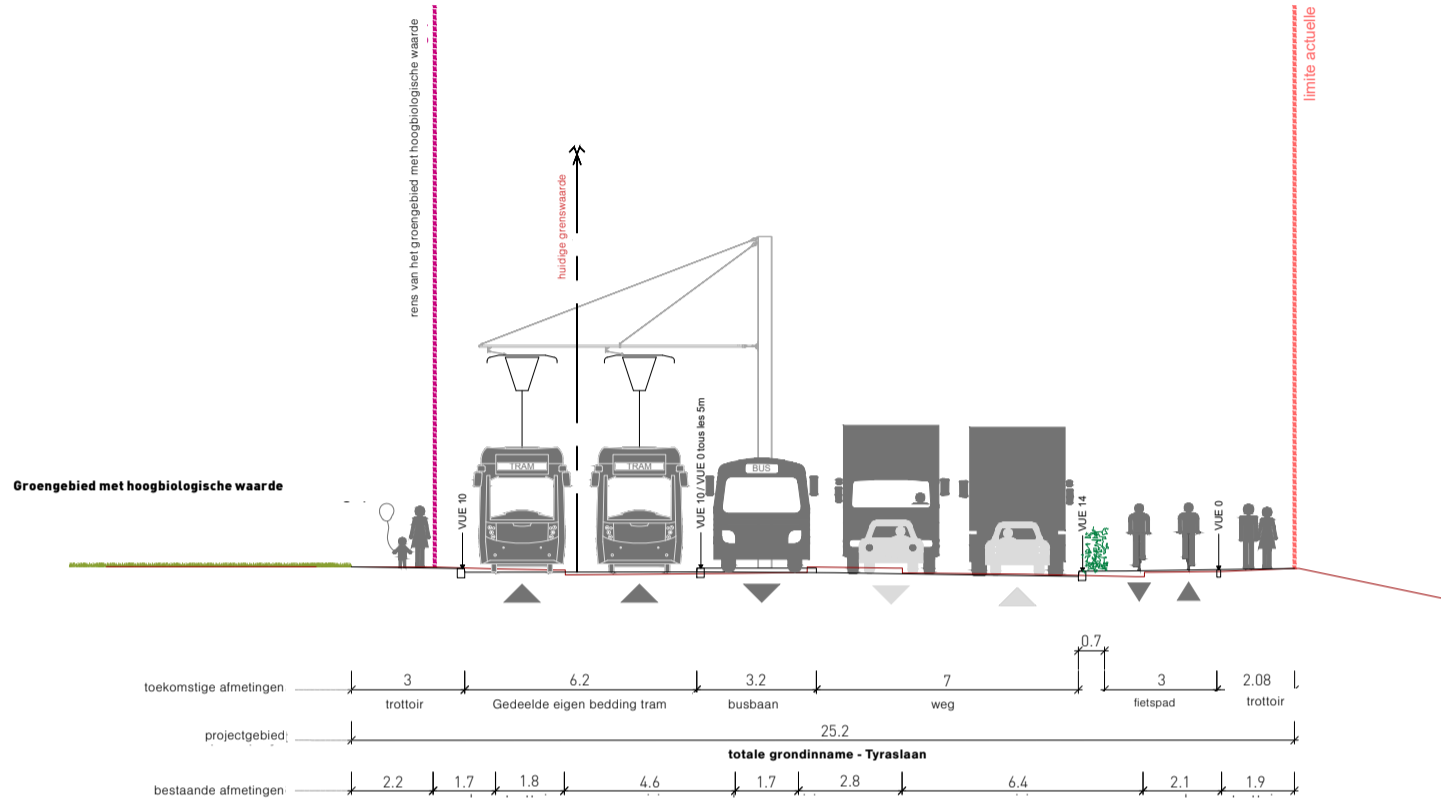 rens van het groengebied met hoogbiologische waarde
limite actuelle
huidige grenswaarde
VUE 10 / VUE 0 tous les 5m
TRAM
TRAM
BUS
Groengebied met hoogbiologische waarde
VUE 10
VUE 14
VUE 0
0.7
toekomstige afmetingen
3
6.2
3.2
7
3
2.08
trottoir
Gedeelde eigen bedding tram
busbaan
weg
fietspad
trottoir
projectgebied
25.2
totale grondinname - Tyraslaan
bestaande afmetingen
2.2
1.7
1.8
4.6
1.7
2.8
6.4
2.1
1.9